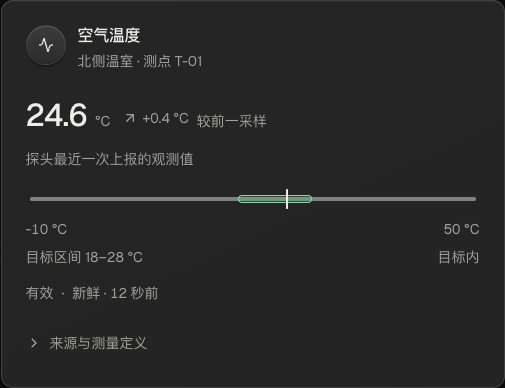 空气温度
北侧温室 · 测点 T-01
24.6 °C +0.4 °C 较前一采样
探头最近一次上报的观测值
-10 °C 50 °C
目标区间 18–28 °C 目标内
有效 · 新鲜 · 12 秒前
来源与测量定义